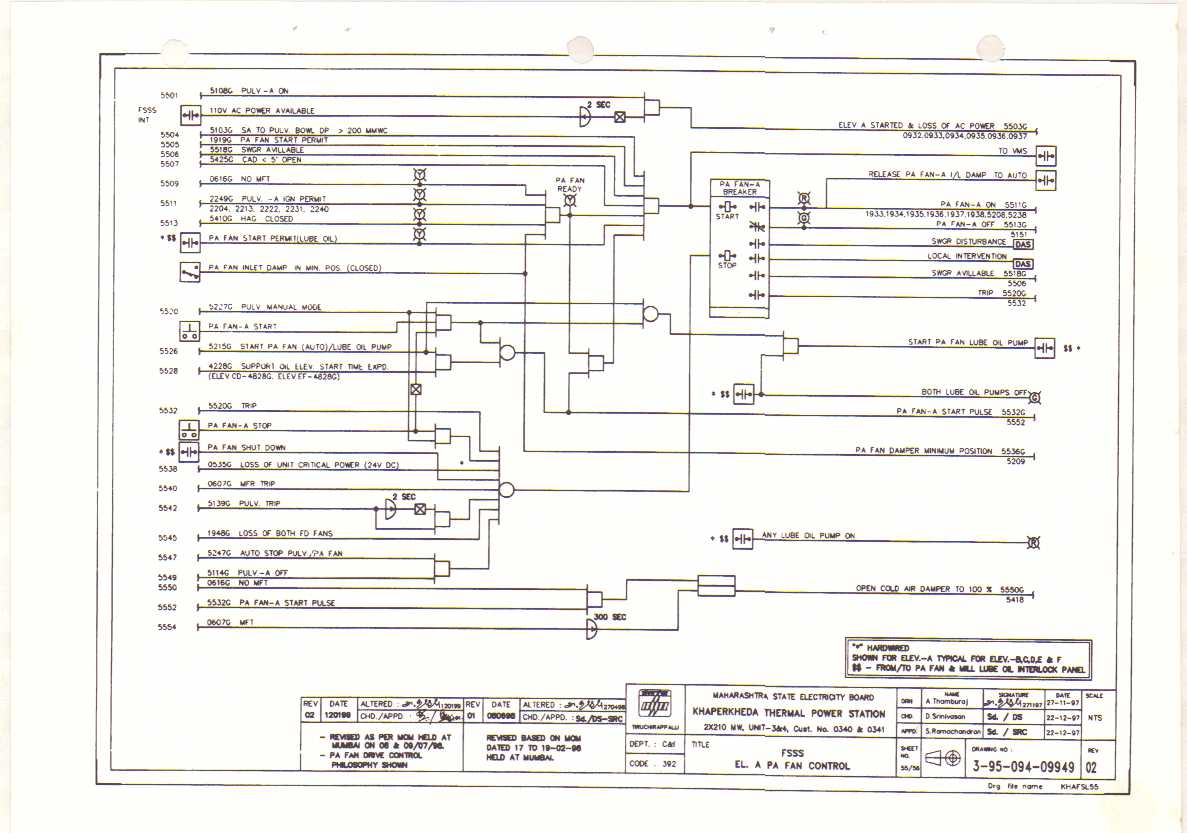 5501 5108G PULV.-A ON
FSSS INT 110V AC POWER AVAILABLE
2 SEC
ELEV A STARTED & LOSS OF AC POWER 5503G
0932,0933,0934,0935,0936,0937
5504 5103G SA TO PULV. BOWL DP > 200 MMWC
5505 1919G PA FAN START PERMIT
5506 5518G SWGR AVILLABLE
5507 5425G CAD < 5' OPEN
TO VMS
RELEASE PA FAN-A I/L DAMP TO AUTO
5509 0616G NO MFT
PA FAN READY
PA FAN-A BREAKER
START
STOP
5511 2249G PULV. -A IGN PERMIT
2204, 2213, 2222, 2231, 2240
5513 5410G HAG CLOSED
Y
Y
Y
Y
Y
R
G
PA FAN-A ON 5511G
1933,1934,1935,1936,1937,1938,5208,5238
PA FAN-A OFF 5513G
5151
SWGR DISTURBANCE DAS
LOCAL INTERVENTION DAS
SWGR AVILLABLE 5518G
5506
TRIP 5520G
5532
* $$ PA FAN START PERMIT(LUBE OIL)
PA FAN INLET DAMP IN MIN. POS. (CLOSED)
5520 5227G PULV MANUAL MODE
PA FAN-A START
5526 5215G START PA FAN (AUTO)/LUBE OIL PUMP
5528 4228G SUPPORT OIL ELEV. START TIME EXPD.
(ELEV CD-4828G, ELEV EF-4828G)
START PA FAN LUBE OIL PUMP $$ *
* $$ BOTH LUBE OIL PUMPS OFF G
PA FAN-A START PULSE 5532G
5552
5532 5520G TRIP
PA FAN-A STOP
* $$ PA FAN SHUT DOWN
5538 0535G LOSS OF UNIT CRITICAL POWER (24V DC) *
PA FAN DAMPER MINIMUM POSITION 5536G
5209
5540 0607G MFR TRIP
5542 5139G PULV. TRIP
2 SEC
5545 1948G LOSS OF BOTH FD FANS
* $$ ANY LUBE OIL PUMP ON R
5547 5247G AUTO STOP PULV./PA FAN
5549 5114G PULV-A OFF
5550 0616G NO MFT
5552 5532G PA FAN-A START PULSE
OPEN COLD AIR DAMPER TO 100 % 5550G
5418
5554 0607G MFT
300 SEC
"*" HARDWIRED
SHOWN FOR ELEV.-A TYPICAL FOR ELEV.-B,C,D,E & F
$$ - FROM/TO PA FAN & MILL LUBE OIL INTERLOCK PANEL
REV DATE ALTERED : 120199
02 120199 CHD./APPD. :
REV DATE ALTERED : 270498
01 080698 CHD./APPD. : Sd./DS-SRC
- REVISED AS PER MOM HELD AT
MUMBAI ON 08 & 09/07/98.
- PA FAN DRIVE CONTROL
PHILOSOPHY SHOWN
REVISED BASED ON MOM
DATED 17 TO 19-02-98
HELD AT MUMBAI.
TIRUCHIRAPPALLI
DEPT. : C&I
CODE : 392
MAHARASHTRA STATE ELECTRICITY BOARD
KHAPERKHEDA THERMAL POWER STATION
2X210 MW, UNIT-3&4, Cust. No. 0340 & 0341
TITLE
FSSS
EL. A PA FAN CONTROL
NAME SIGNATURE DATE SCALE
DRN A.Thamburaj 271197 27-11-97
CHD. D.Srinivasan Sd. / DS 22-12-97 NTS
APPD. S.Ramachandran Sd. / SRC 22-12-97
SHEET NO. 55/56
DRAWING NO :
3-95-094-09949
REV
02
Drg file name KHAFSL55